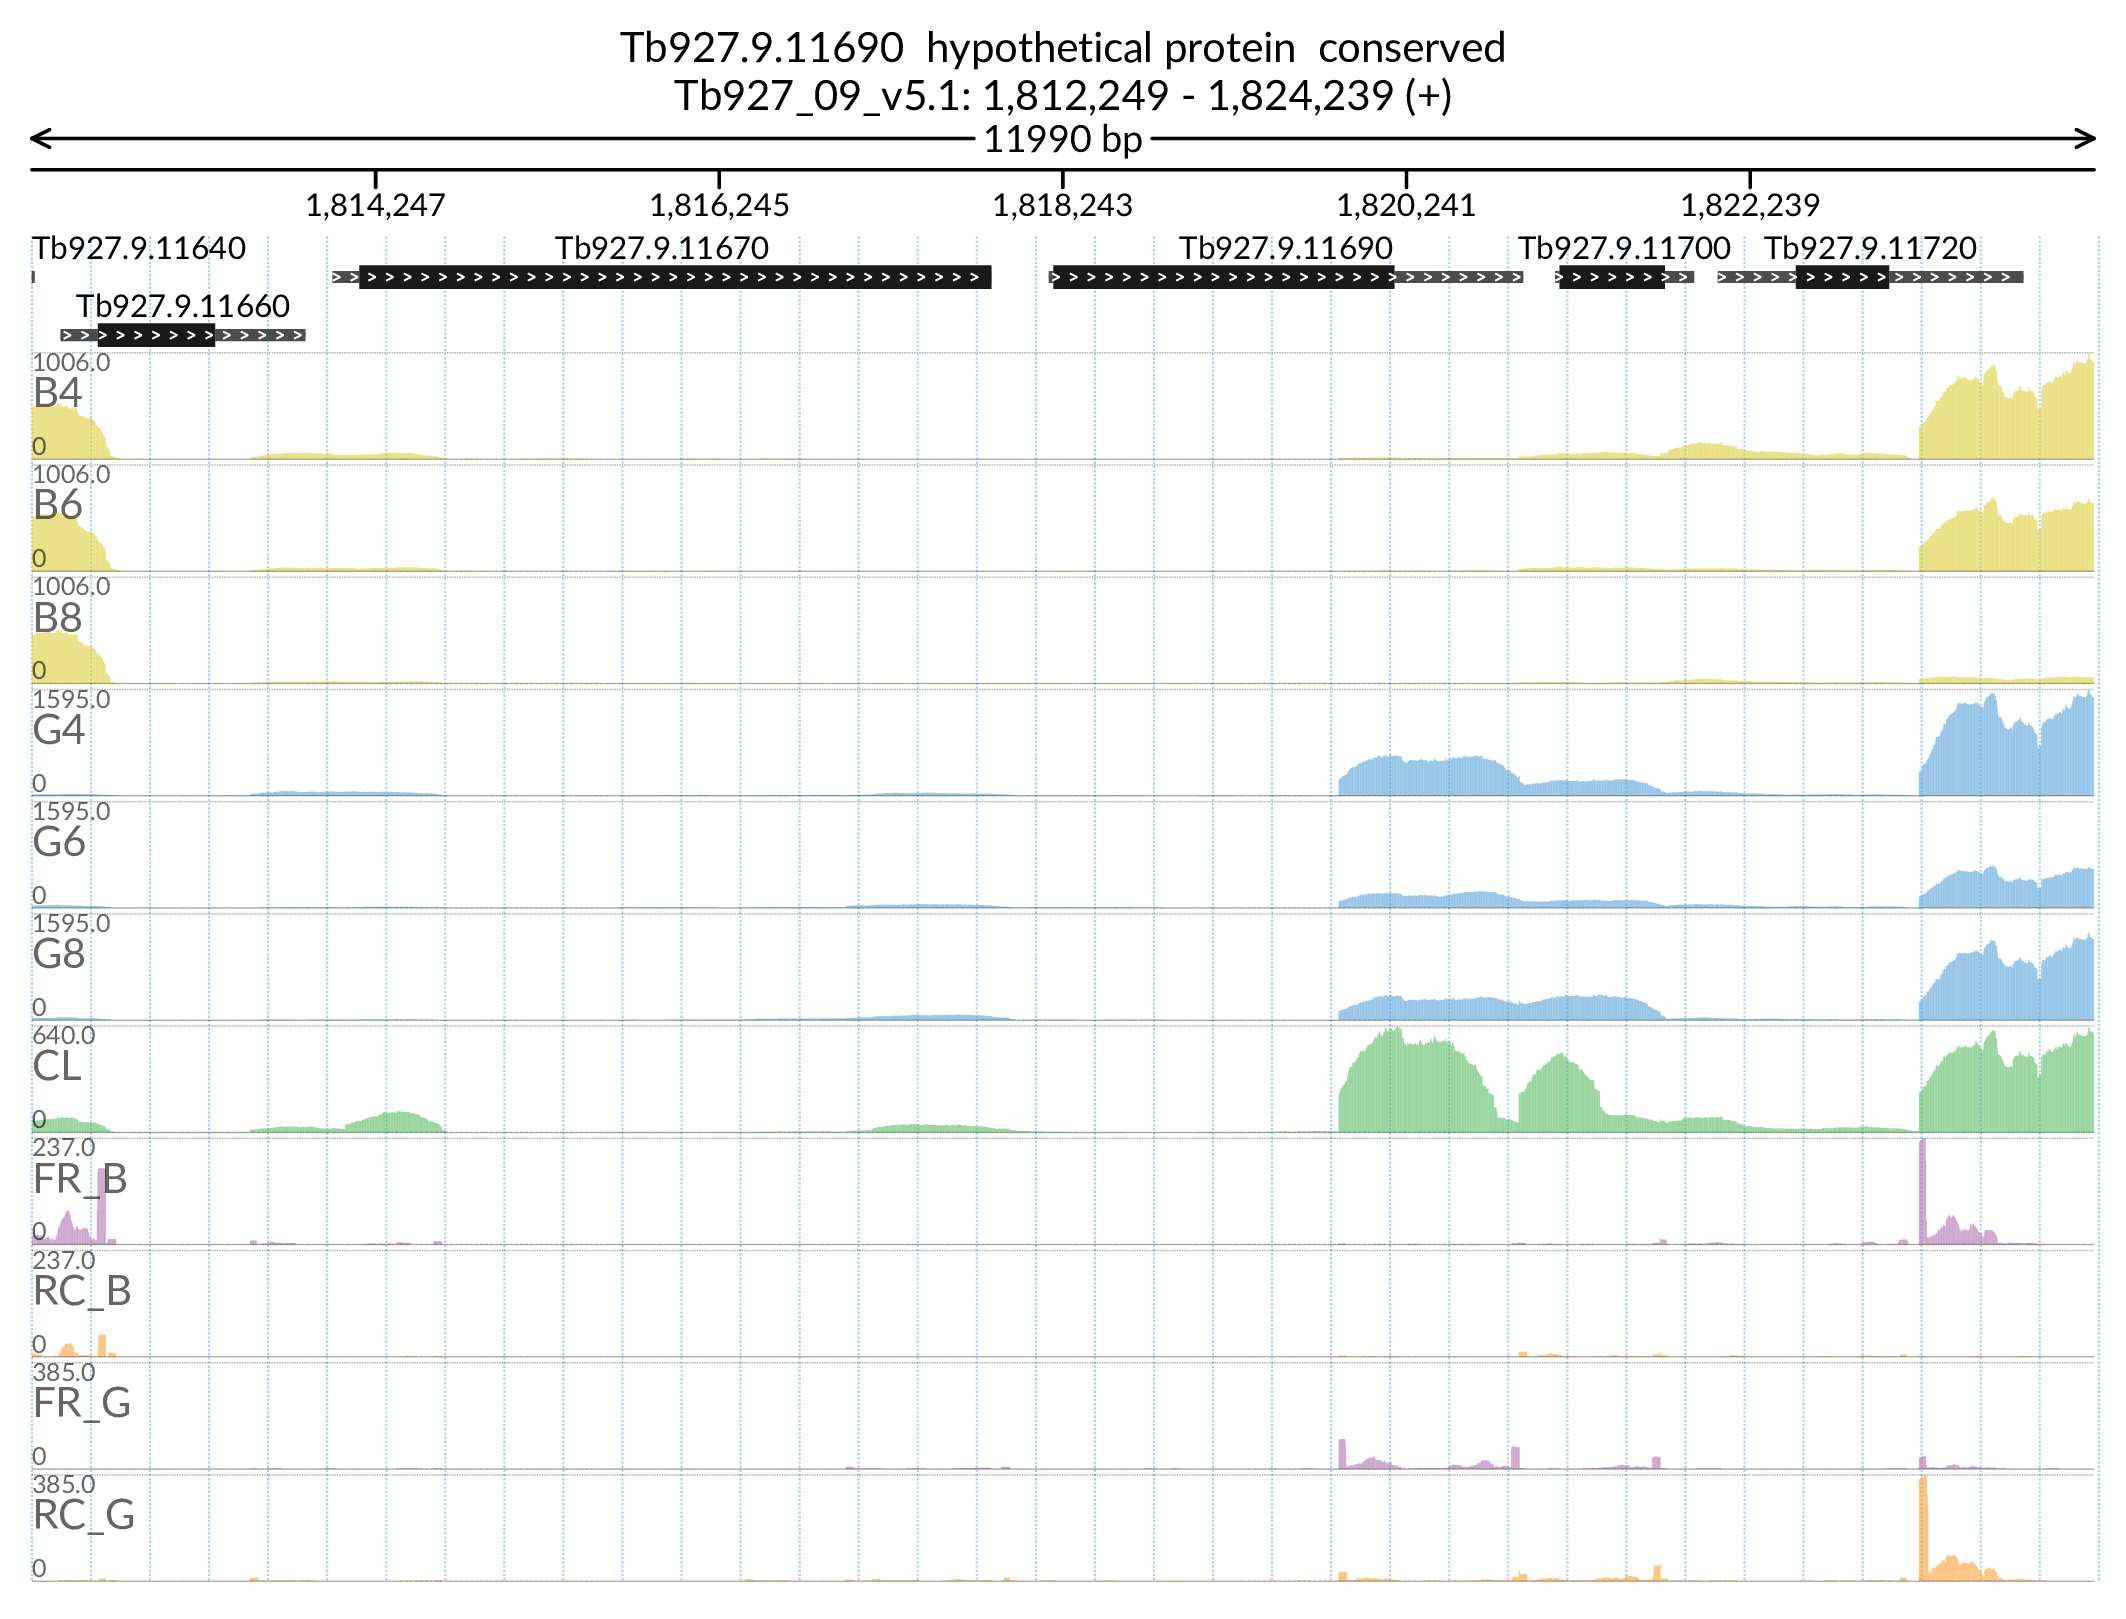 Tb927.9.11690 hypothetical protein conserved
Tb927_09_v5.1: 1,812,249 - 1,824,239 (+)
11990 bp
1,814,247 1,816,245 1,818,243 1,820,241 1,822,239
Tb927.9.11640 Tb927.9.11670 Tb927.9.11690 Tb927.9.11700 Tb927.9.11720
Tb927.9.11660
1006.0
B4
0
1006.0
B6
0
1006.0
B8
0
1595.0
G4
0
1595.0
G6
0
1595.0
G8
0
640.0
CL
0
237.0
FR_B
0
237.0
RC_B
0
385.0
FR_G
0
385.0
RC_G
0